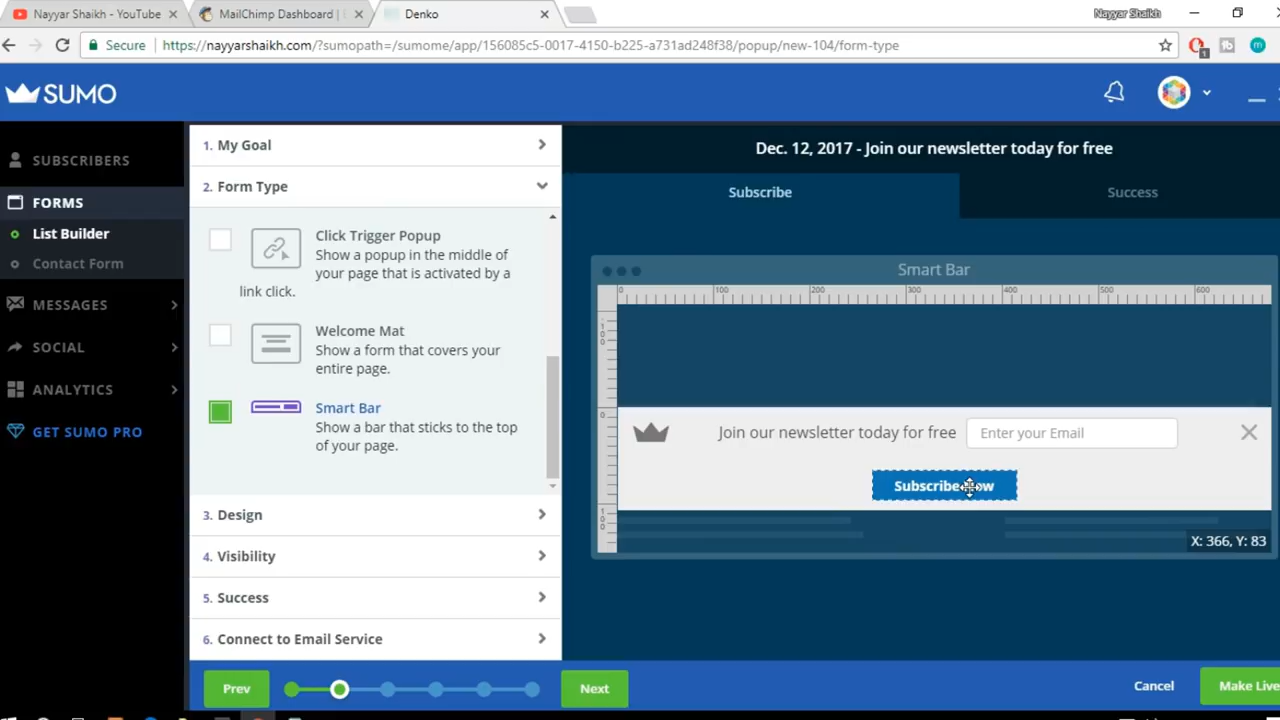 Nayyar Shaikh - YouTube
MailChimp Dashboard |
Denko
Nayyar Shaikh
Secure
https://nayyarshaikh.com/?sumopath=/sumome/app/156085c5-0017-4150-b225-a731ad248f38/popup/new-104/form-type
1
tb
m
SUMO
SUBSCRIBERS
FORMS
List Builder
Contact Form
MESSAGES
SOCIAL
ANALYTICS
GET SUMO PRO
1. My Goal
2. Form Type
Click Trigger Popup
Show a popup in the middle of
your page that is activated by a
link click.
Welcome Mat
Show a form that covers your
entire page.
Smart Bar
Show a bar that sticks to the top
of your page.
3. Design
4. Visibility
5. Success
6. Connect to Email Service
Prev
Next
Dec. 12, 2017 - Join our newsletter today for free
Subscribe
Success
Smart Bar
0 100 200 300 400 500 600
-100
0
100
Join our newsletter today for free
Enter your Email
Subscribe Now
X: 366, Y: 83
Cancel
Make Live